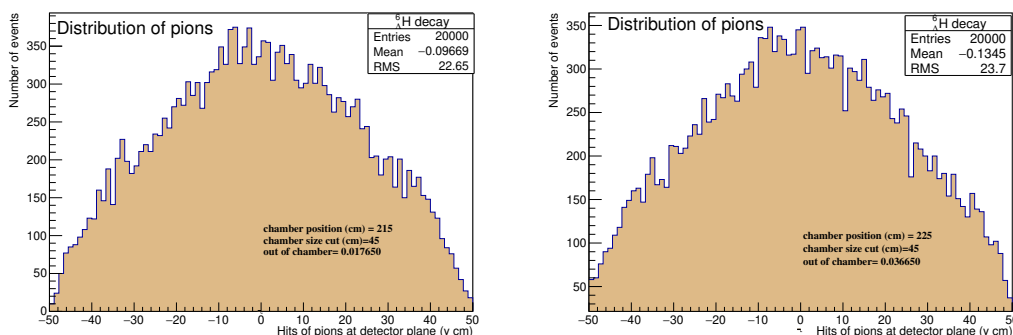 Distribution of pions
6
ΛH decay
Entries 20000
Mean −0.09669
RMS 22.65
Number of events
350
300
250
200
150
100
50
0
chamber position (cm) = 215
chamber size cut (cm)=45
out of chamber= 0.017650
−50 −40 −30 −20 −10 0 10 20 30 40 50
Hits of pions at detector plane (y cm)
Distribution of pions
6
ΛH decay
Entries 20000
Mean −0.1345
RMS 23.7
Number of events
350
300
250
200
150
100
50
chamber position (cm) = 225
chamber size cut (cm)=45
out of chamber= 0.036650
−50 −40 −30 −20 −10 0 10 20 30 40 50
Hits of pions at detector plane (y cm)